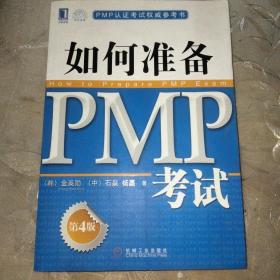 PMP认证考试权威参考书
如何准备
How to Prepare PMP Exam
PMP
考试
(韩) 金英勋 (中) 石泉 杨磊 著
第4版
机械工业出版社